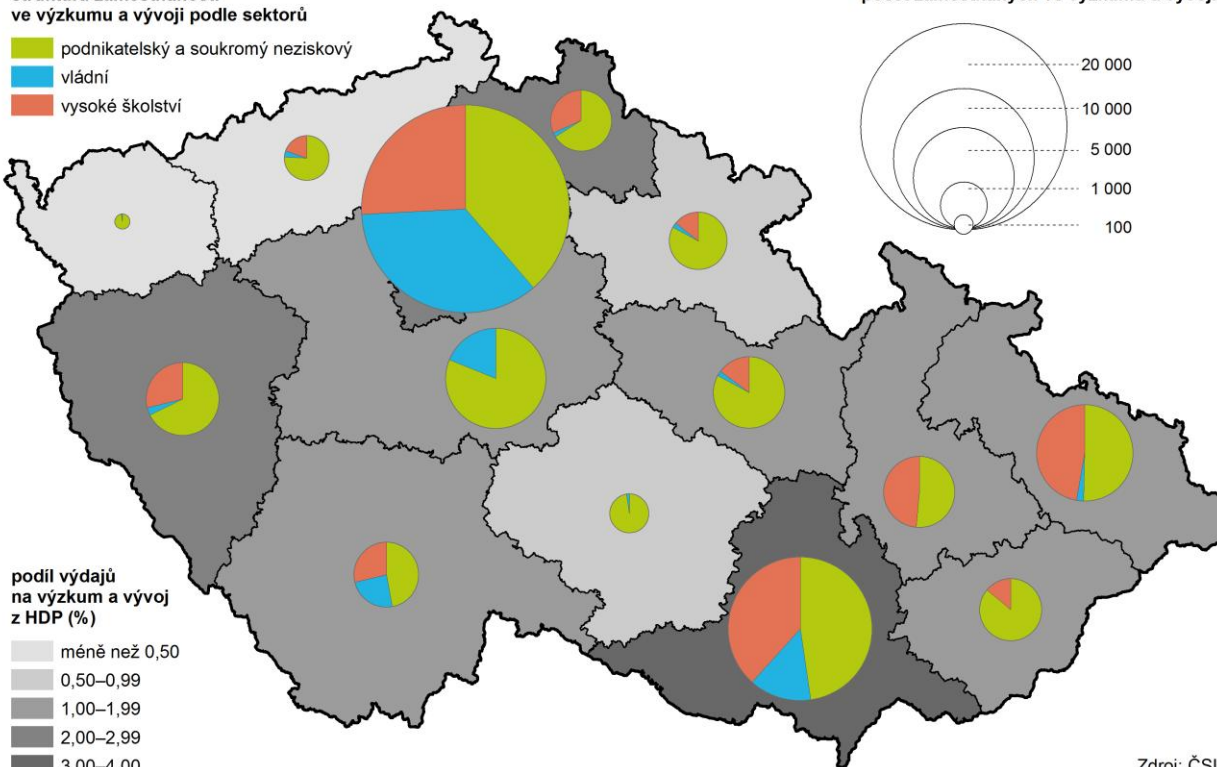 ve výzkumu a vývoji podle sektorů
podnikatelský a soukromý neziskový
vládní
vysoké školství
20 000
10 000
5 000
1 000
100
podíl výdajů
na výzkum a vývoj
z HDP (%)
méně než 0,50
0,50–0,99
1,00–1,99
2,00–2,99
3,00–4,00
Zdroj: